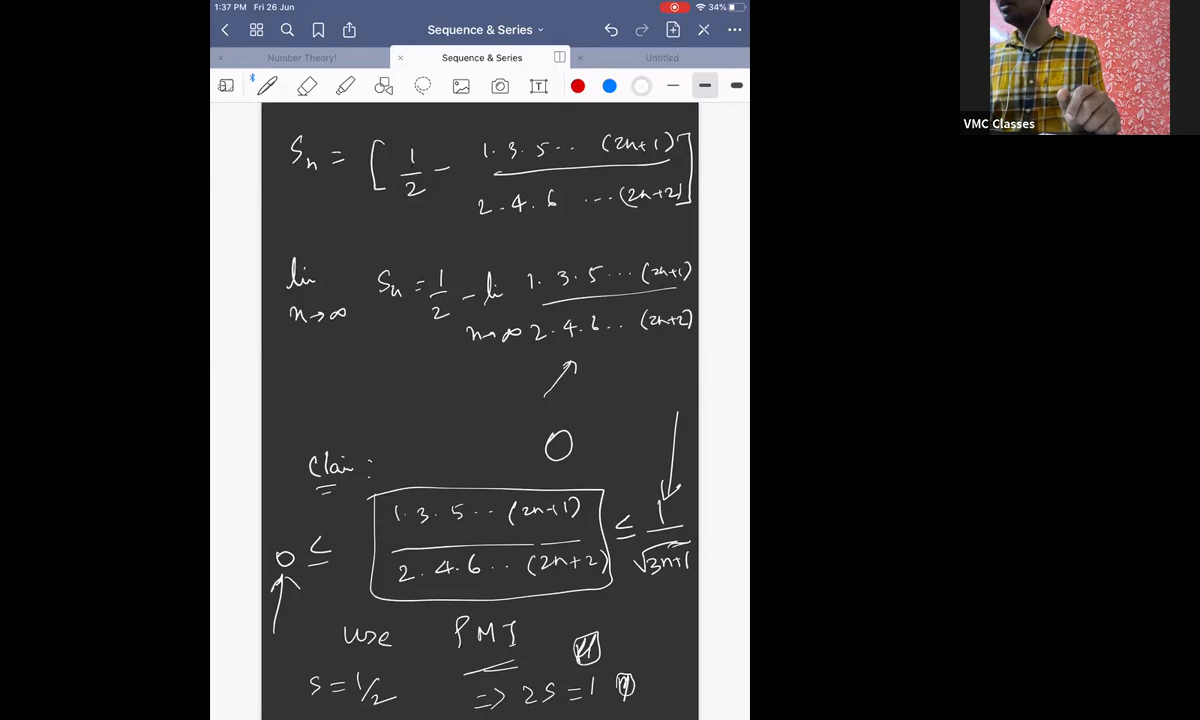 1:37 PM Fri 26 Jun
34%
Sequence & Series
Number Theory!
Sequence & Series
Untitled
VMC Classes
Sn = [ 1/2 - 1.3.5... (2n+1) / 2.4.6 ...(2n+2) ]
li n→∞ Sn = 1/2 - li n→∞ 1.3.5... (2n+1) / 2.4.6... (2n+2)
0
Clai :
0 ≤ 1.3.5... (2n+1) / 2.4.6... (2n+2) ≤ 1/√3n+1
use PMI
s = 1/2 => 2s = 1